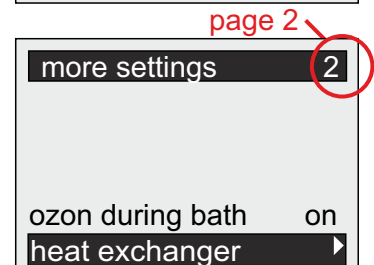 page 2
more settings 2
ozon during bath on
heat exchanger